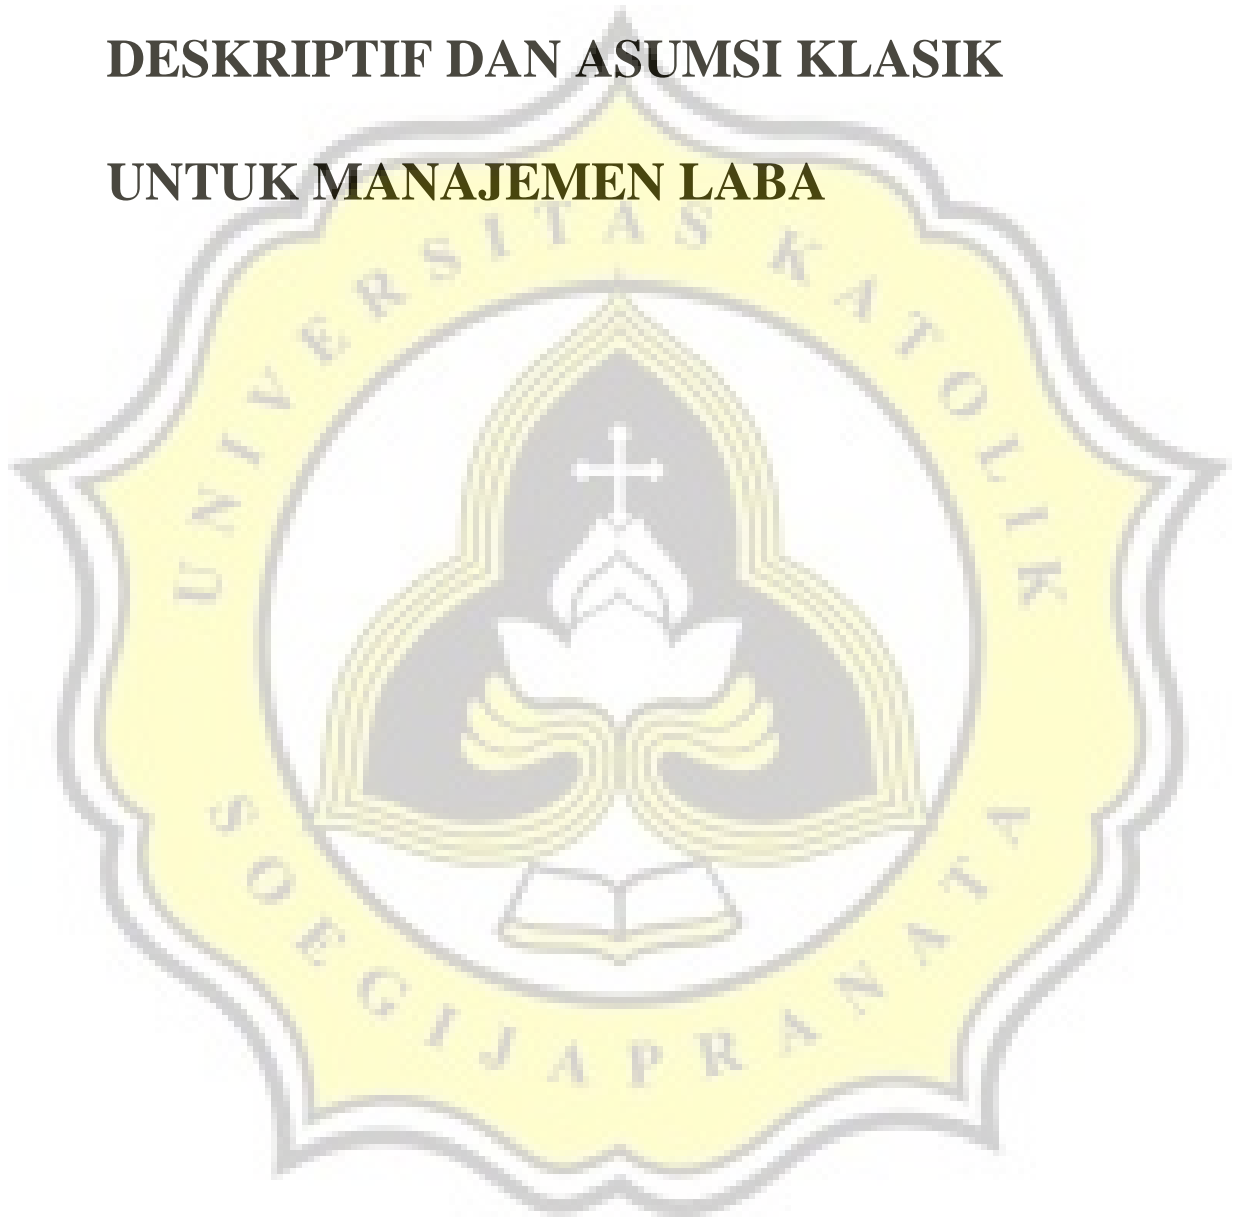 DESKRIPTIF DAN ASUMSI KLASIK
UNTUK MANAJEMEN LABA
UNIVERSITAS KATOLIK
SOEGIJAPRANATA